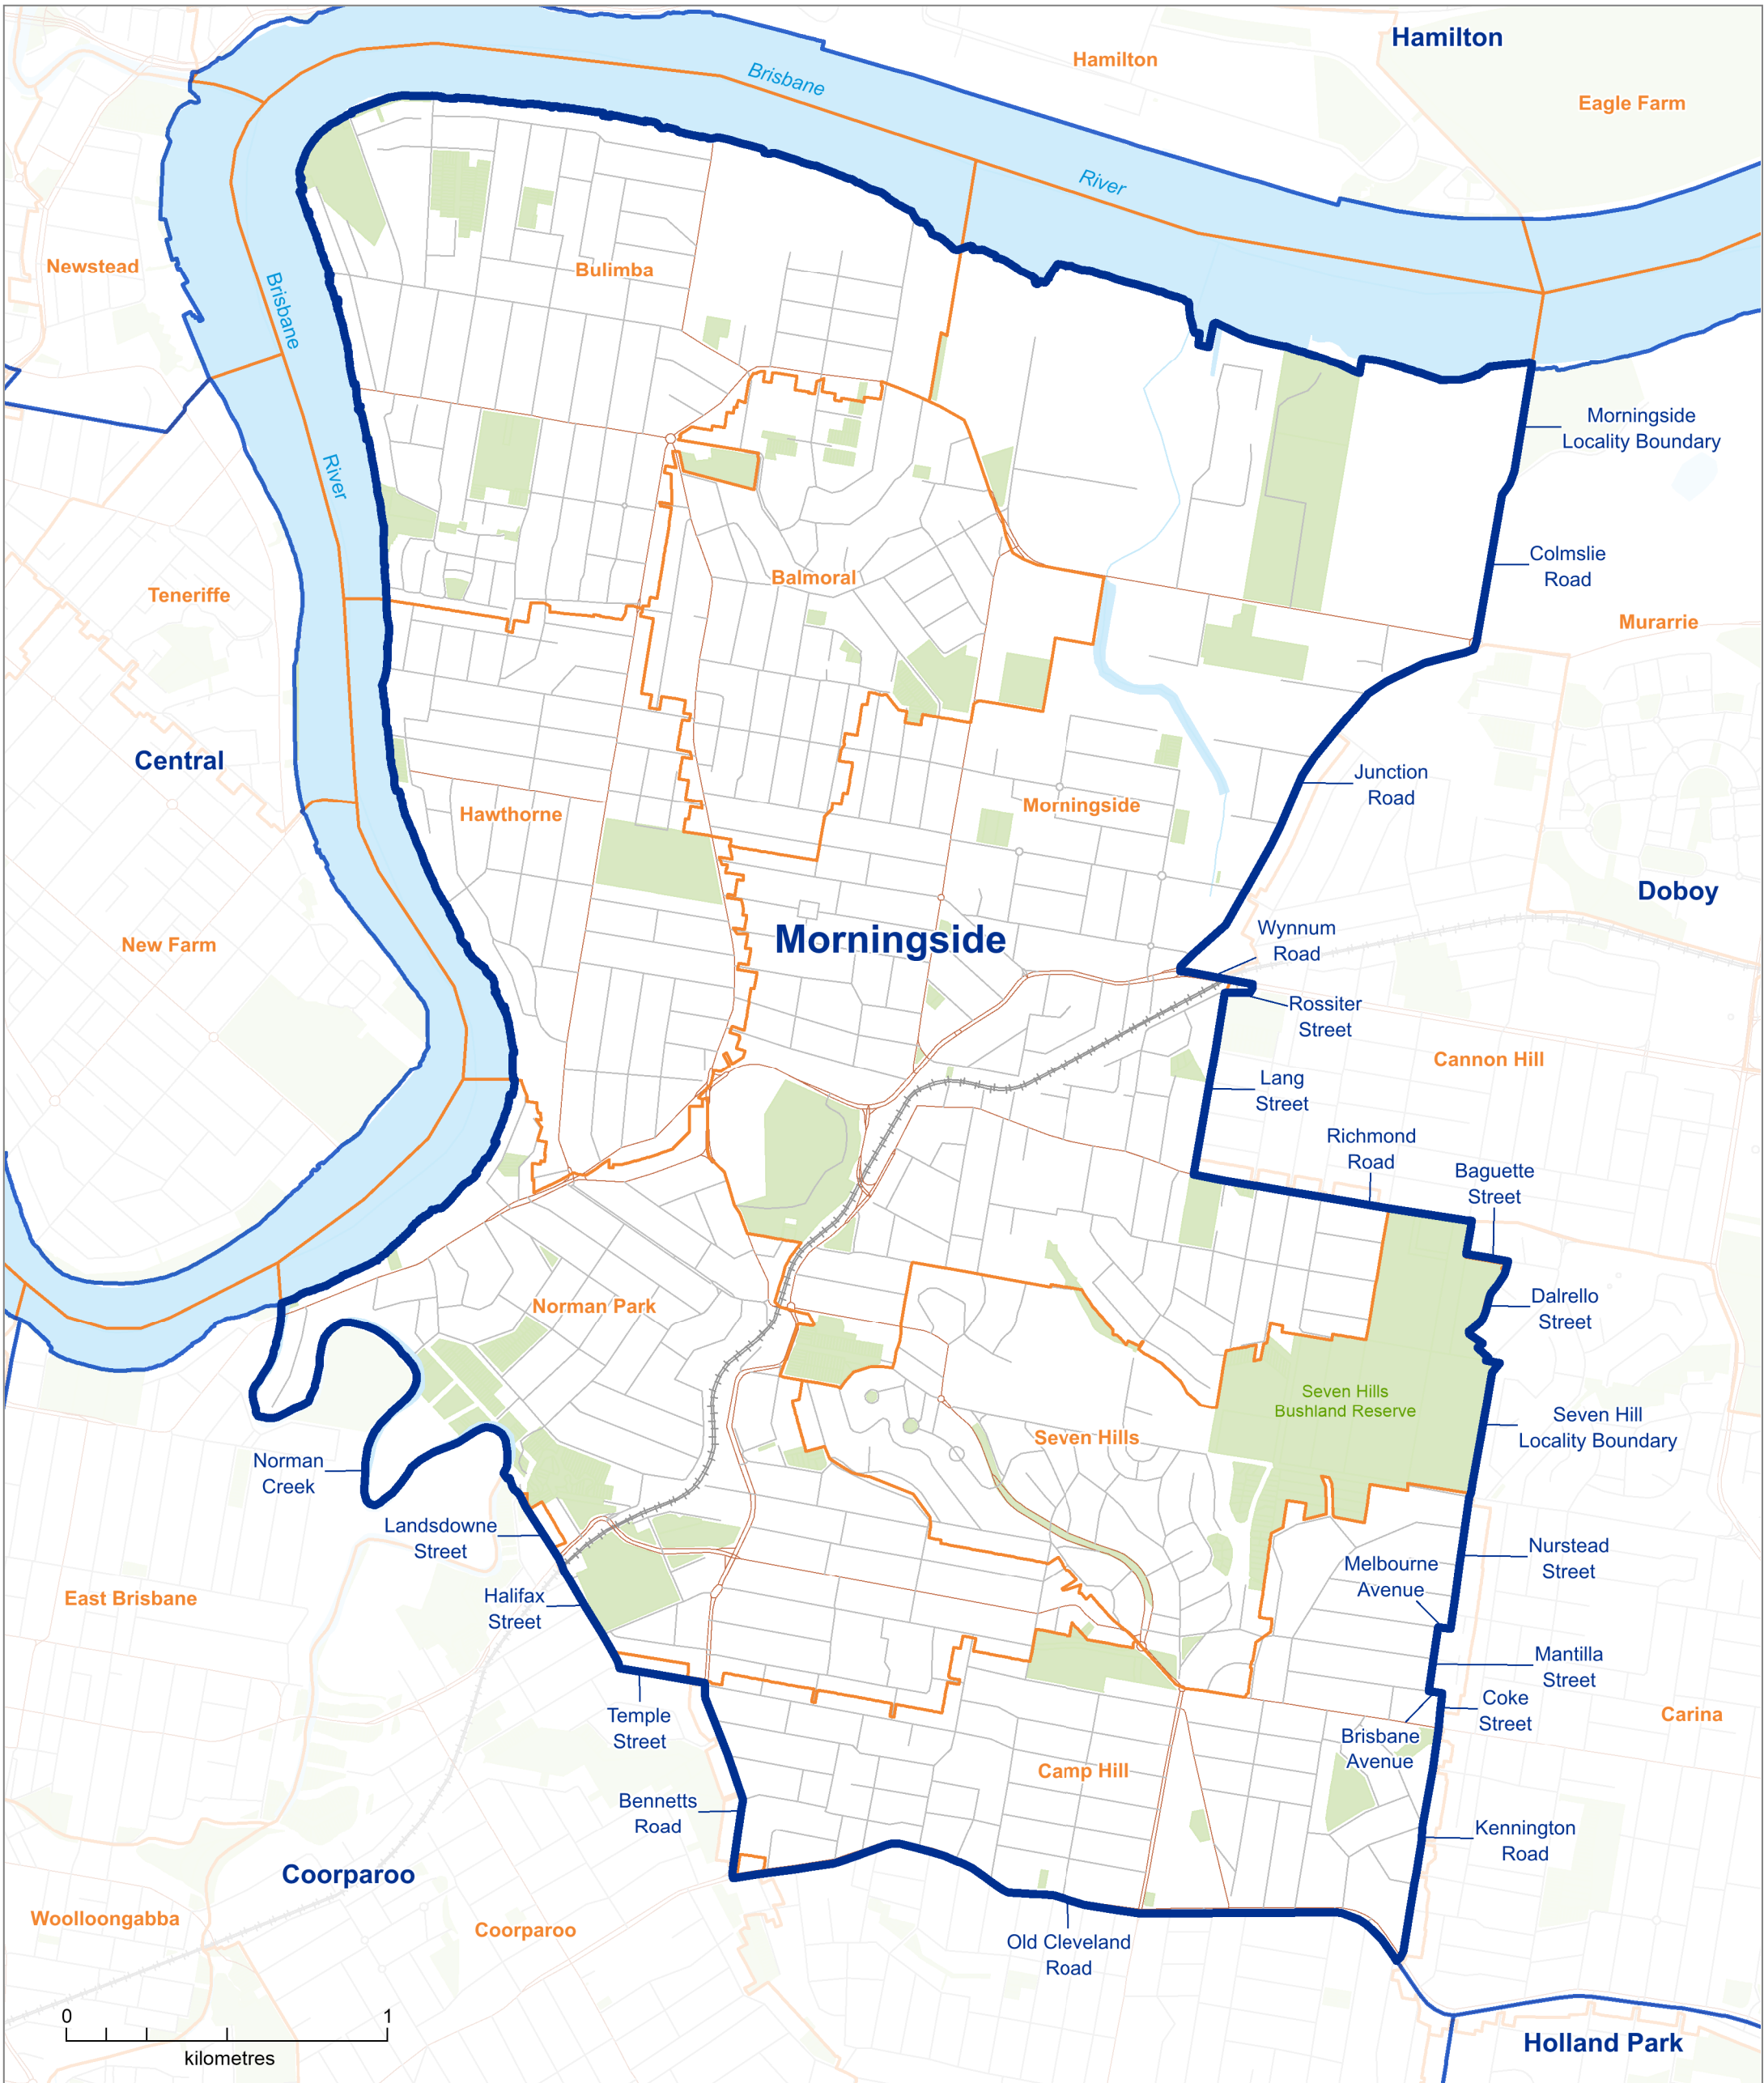 Hamilton
Hamilton
Eagle Farm
Brisbane
River
Newstead
Bulimba
Brisbane
River
Morningside
Locality Boundary
Colmslie
Road
Balmoral
Teneriffe
Murarrie
Central
Junction
Road
Hawthorne
Morningside
Doboy
New Farm
Morningside
Wynnum
Road
Rossiter
Street
Cannon Hill
Lang
Street
Richmond
Road
Baguette
Street
Norman Park
Dalrello
Street
Seven Hills
Bushland Reserve
Seven Hill
Locality Boundary
Seven Hills
Norman
Creek
Landsdowne
Street
Nurstead
Street
Melbourne
Avenue
East Brisbane
Halifax
Street
Mantilla
Street
Temple
Street
Coke
Street
Carina
Brisbane
Avenue
Camp Hill
Bennetts
Road
Kennington
Road
Coorparoo
Woolloongabba
Coorparoo
Old Cleveland
Road
0 1
kilometres
Holland Park